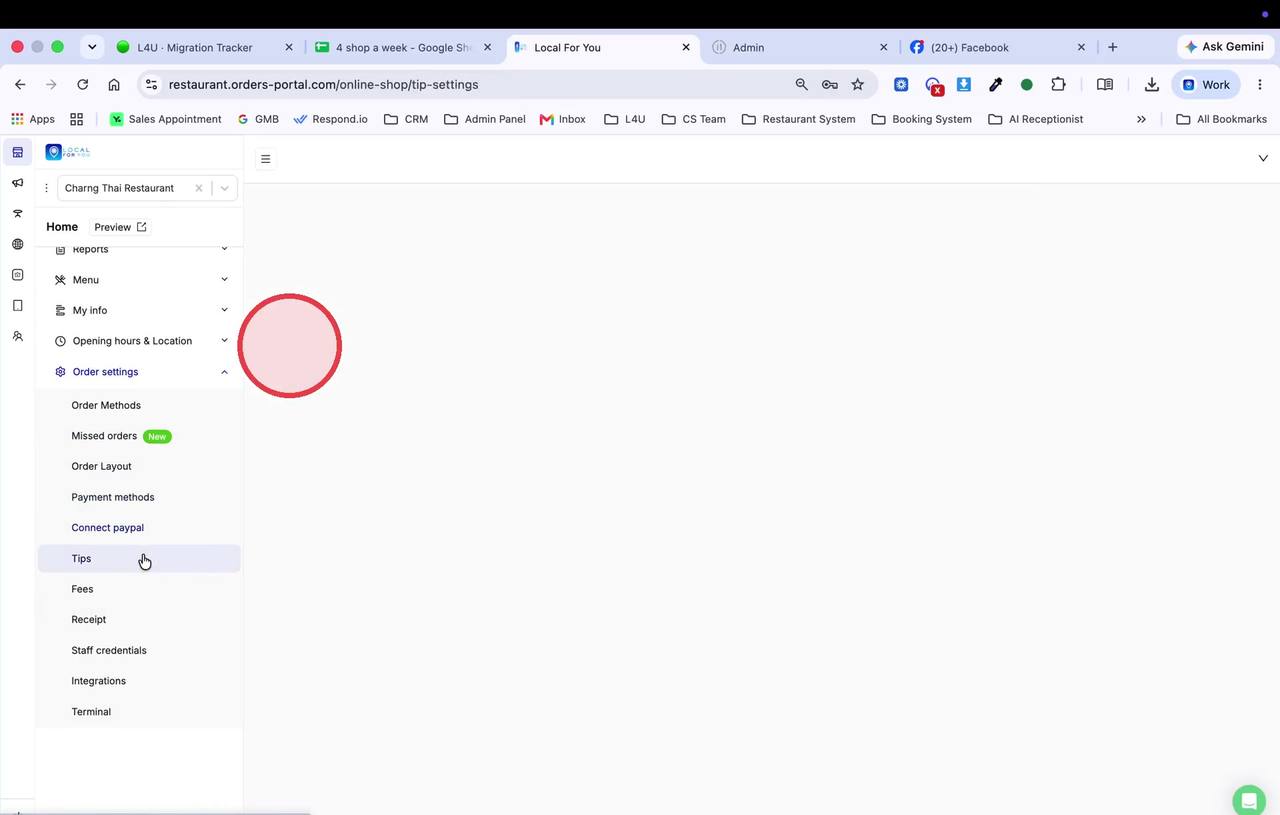 L4U · Migration Tracker
4 shop a week - Google She
Local For You
Admin
(20+) Facebook
Ask Gemini
restaurant.orders-portal.com/online-shop/tip-settings
Work
Apps
Sales Appointment
GMB
Respond.io
CRM
Admin Panel
Inbox
L4U
CS Team
Restaurant System
Booking System
AI Receptionist
All Bookmarks
LOCAL
FOR YOU
Charng Thai Restaurant
Home
Preview
Reports
Menu
My info
Opening hours & Location
Order settings
Order Methods
Missed orders New
Order Layout
Payment methods
Connect paypal
Tips
Fees
Receipt
Staff credentials
Integrations
Terminal